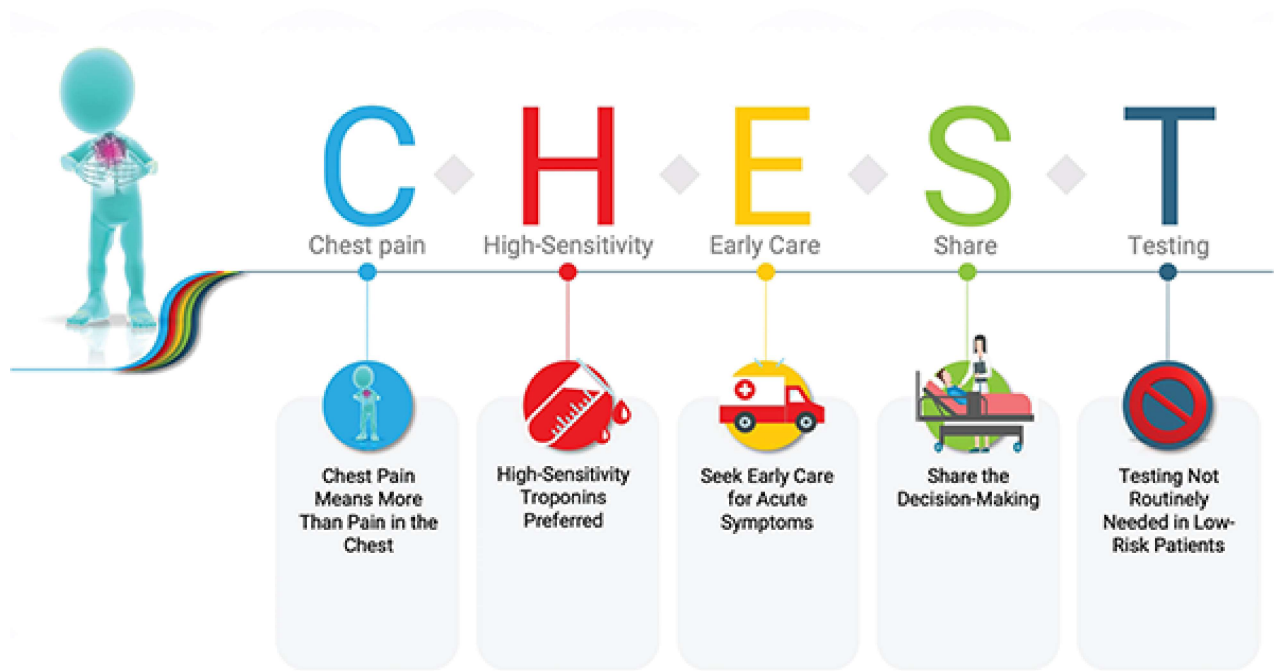 C H E S T
Chest pain High-Sensitivity Early Care Share Testing
Chest Pain
Means More
Than Pain in the
Chest
High-Sensitivity
Troponins
Preferred
Seek Early Care
for Acute
Symptoms
Share the
Decision-Making
Testing Not
Routinely
Needed in Low-
Risk Patients